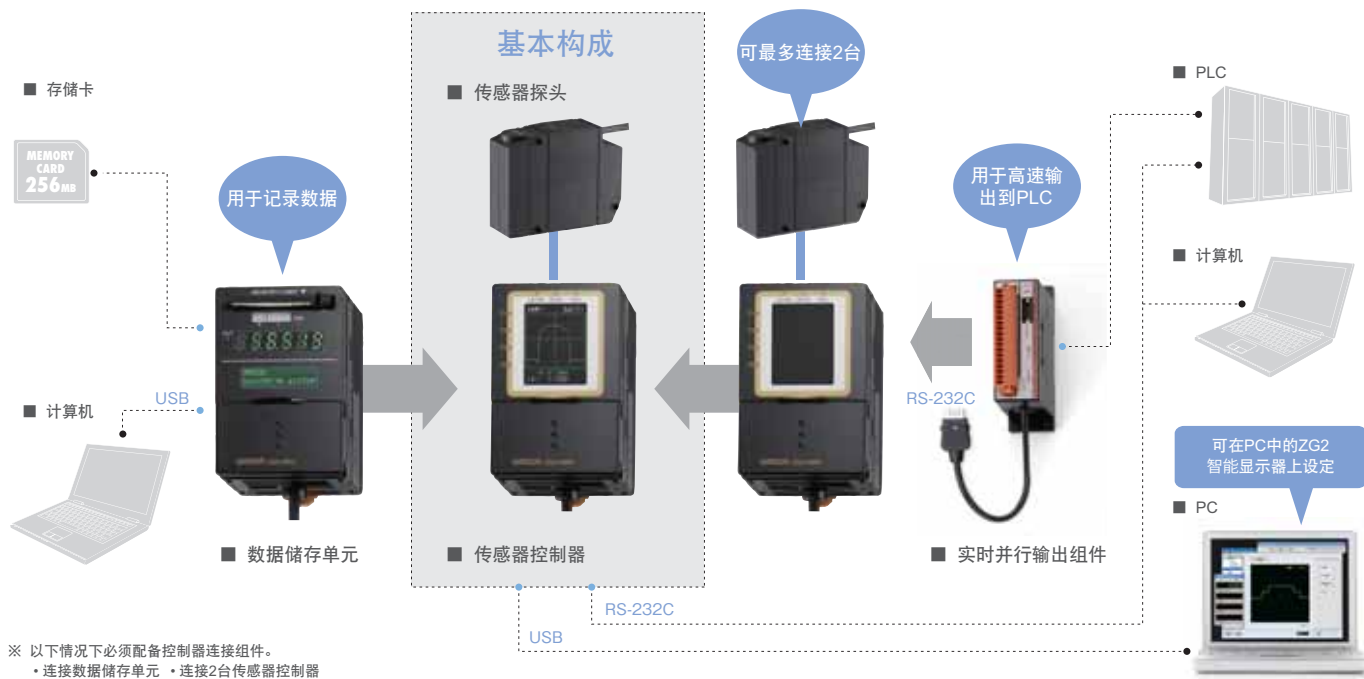 基本构成
可最多连接2台
■ 存储卡
■ 传感器探头
■ PLC
MEMORY
CARD
256MB
用于记录数据
用于高速输
出到PLC
■ 计算机
USB
RS-232C
■ 计算机
可在PC中的ZG2
智能显示器上设定
■ PC
■ 数据储存单元
■ 传感器控制器
■ 实时并行输出组件
RS-232C
USB
※ 以下情况下必须配备控制器连接组件。
・连接数据储存单元 ・连接2台传感器控制器